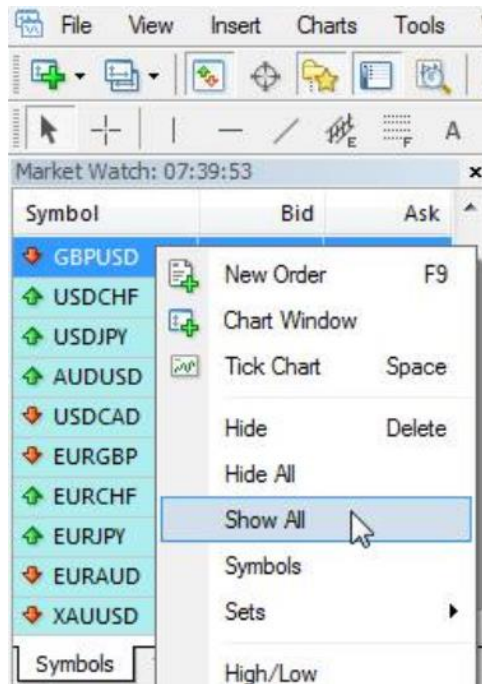 File View Insert Charts Tools
E F A
Market Watch: 07:39:53
Symbol Bid Ask
GBPUSD
USDCHF
USDJPY
AUDUSD
USDCAD
EURGBP
EURCHF
EURJPY
EURAUD
XAUUSD
Symbols
New Order F9
Chart Window
Tick Chart Space
Hide Delete
Hide All
Show All
Symbols
Sets
High/Low